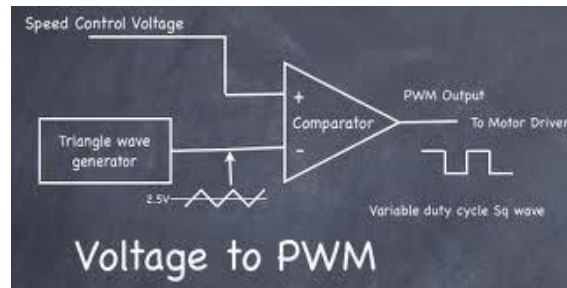 Speed Control Voltage
+
PWM Output
Comparator
To Motor Driver
Triangle wave
generator
-
2.5V
Variable duty cycle Sq wave
Voltage to PWM